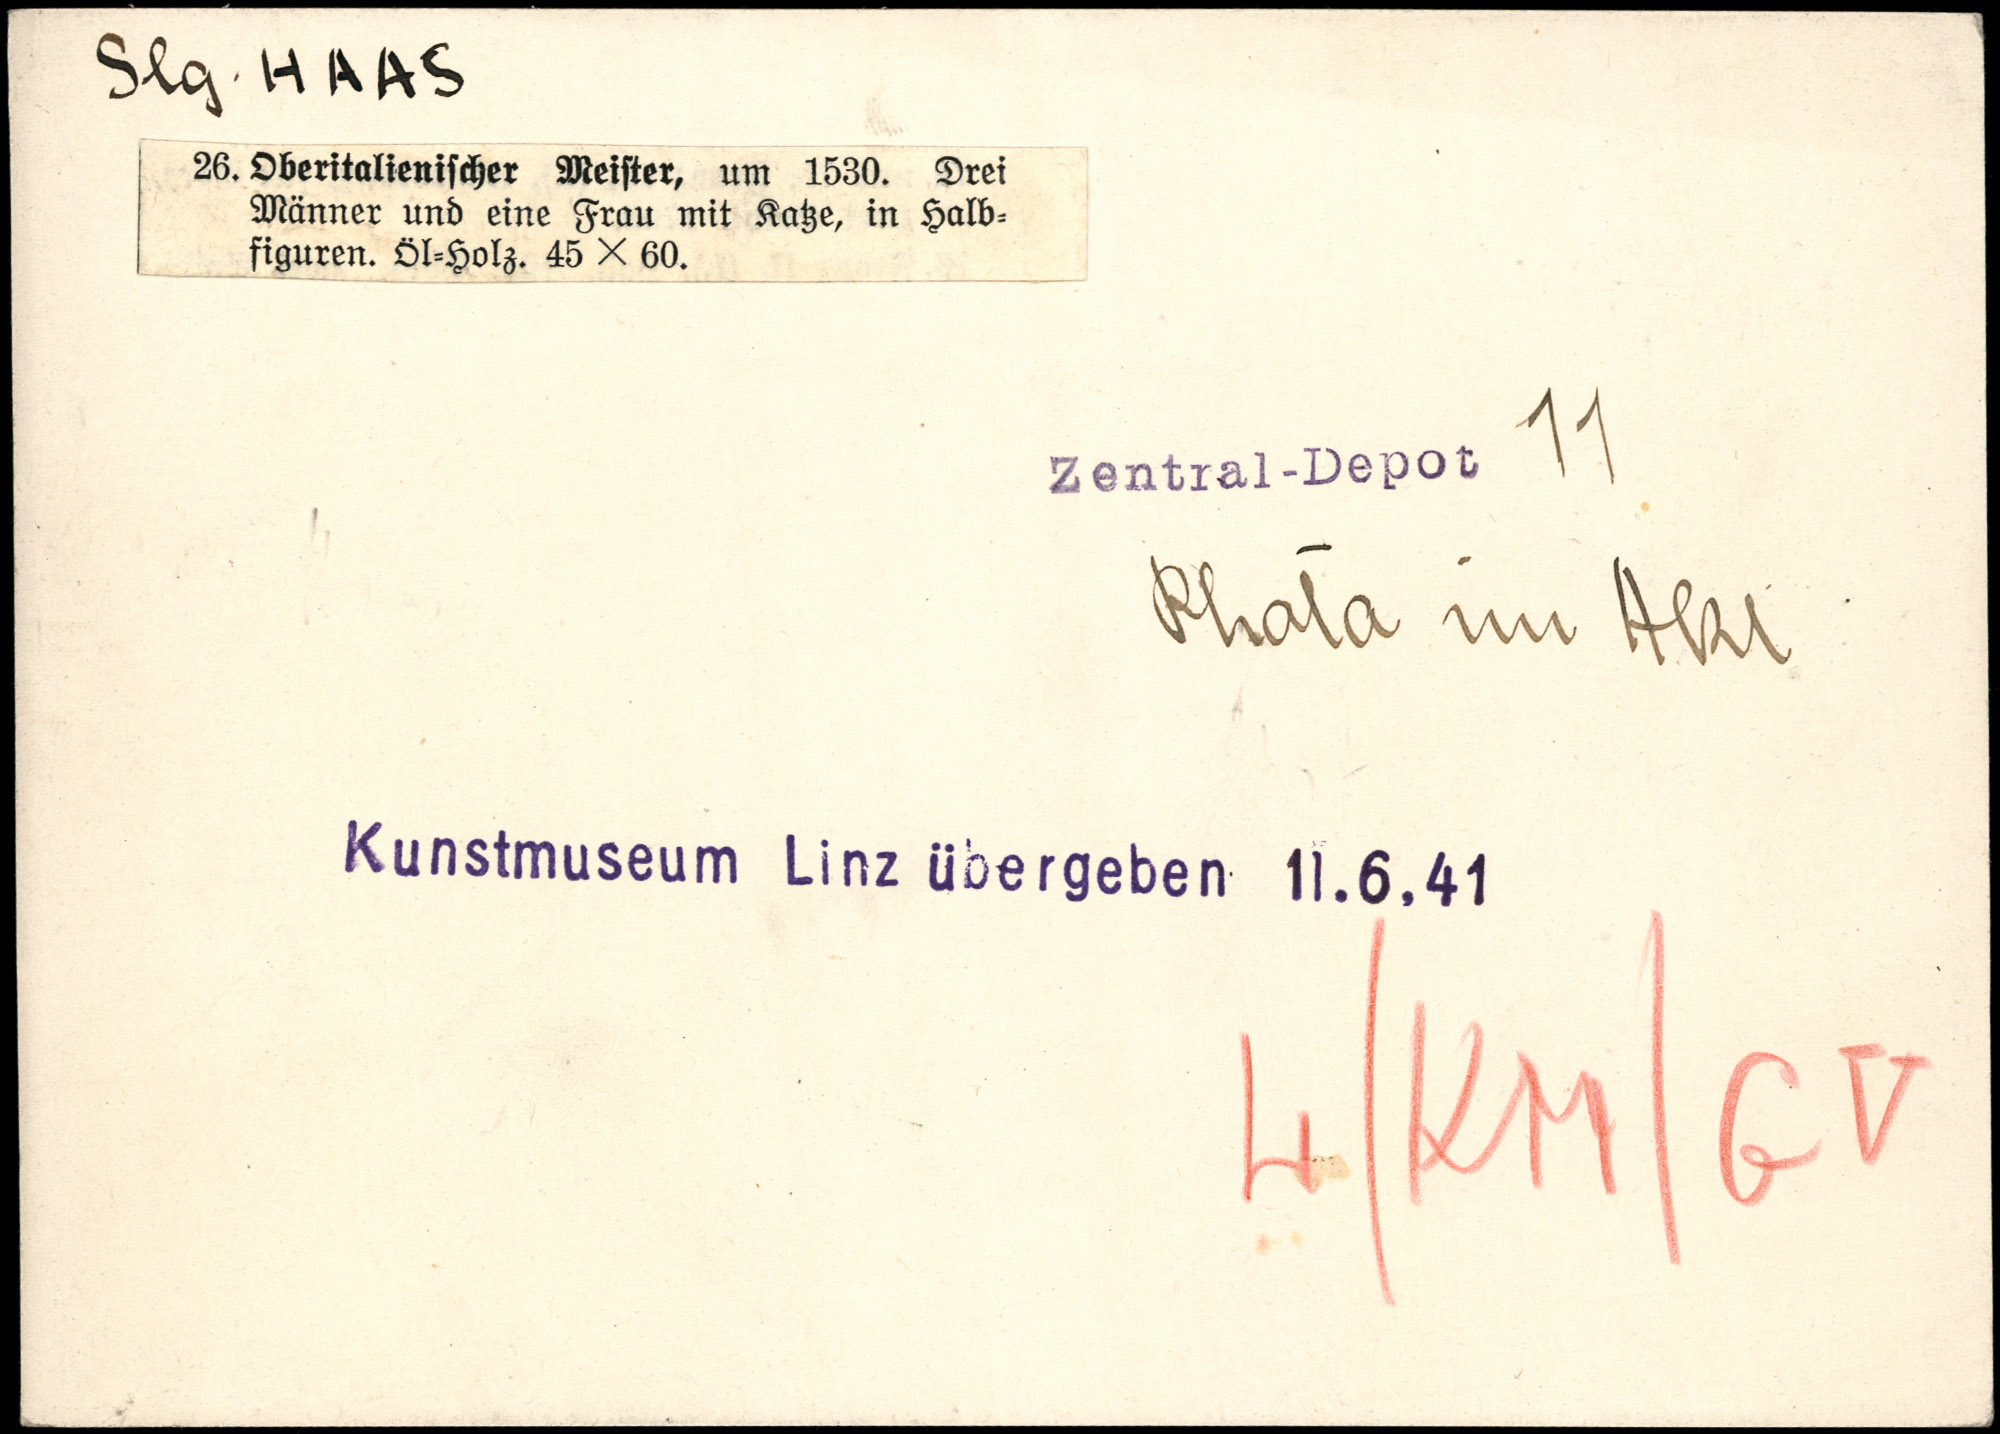 Slg. HAAS
26. Oberitalienischer Meister, um 1530. Drei
Männer und eine Frau mit Katze, in Halb-
figuren. Öl-Holz. 45 × 60.
Zentral-Depot 11
im Akt
Kunstmuseum Linz übergeben 11.6.41
L/KM/GV